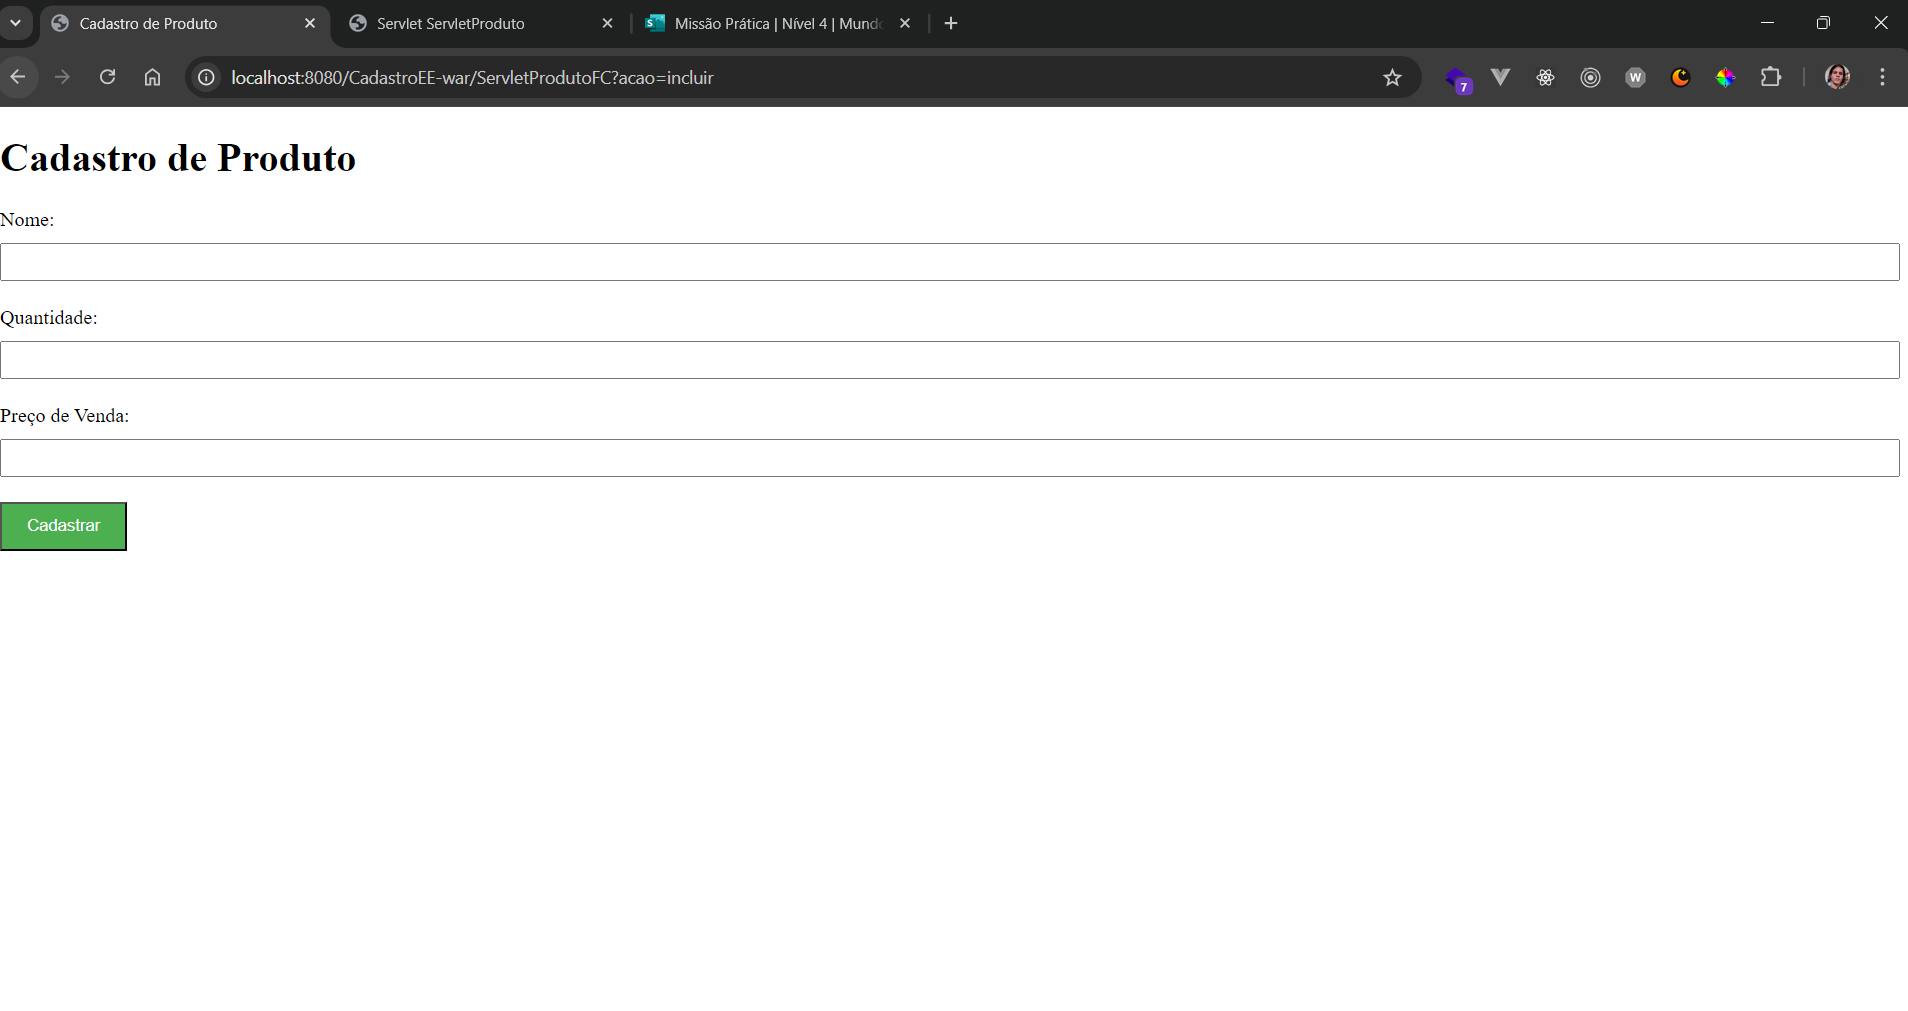 Cadastro de Produto
Servlet ServletProduto
Missão Prática | Nível 4 | Mund
localhost:8080/CadastroEE-war/ServletProdutoFC?acao=incluir
7
W
Cadastro de Produto
Nome:
Quantidade:
Preço de Venda:
Cadastrar